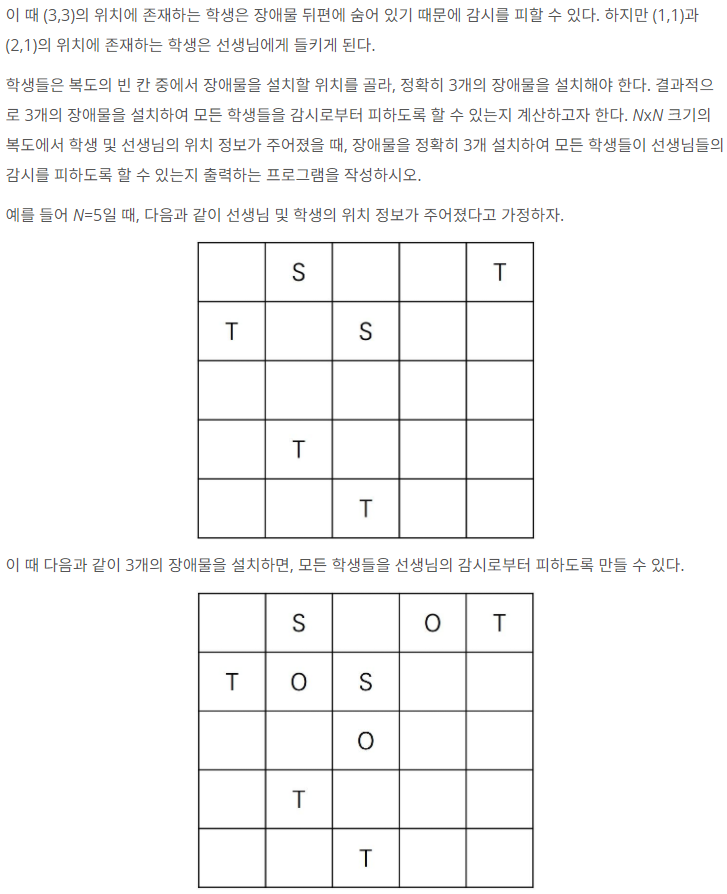 이 때 (3,3)의 위치에 존재하는 학생은 장애물 뒤편에 숨어 있기 때문에 감시를 피할 수 있다. 하지만 (1,1)과
(2,1)의 위치에 존재하는 학생은 선생님에게 들키게 된다.
학생들은 복도의 빈 칸 중에서 장애물을 설치할 위치를 골라, 정확히 3개의 장애물을 설치해야 한다. 결과적으
로 3개의 장애물을 설치하여 모든 학생들을 감시로부터 피하도록 할 수 있는지 계산하고자 한다. NxN 크기의
복도에서 학생 및 선생님의 위치 정보가 주어졌을 때, 장애물을 정확히 3개 설치하여 모든 학생들이 선생님들의
감시를 피하도록 할 수 있는지 출력하는 프로그램을 작성하시오.
예를 들어 N=5일 때, 다음과 같이 선생님 및 학생의 위치 정보가 주어졌다고 가정하자.
S T
T S
T
T
이 때 다음과 같이 3개의 장애물을 설치하면, 모든 학생들을 선생님의 감시로부터 피하도록 만들 수 있다.
S O T
T O S
O
T
T